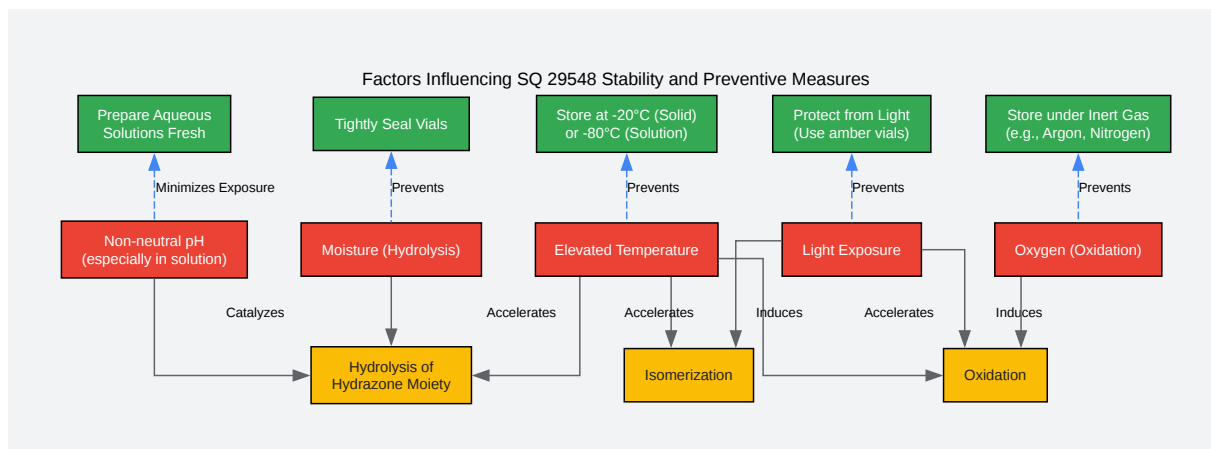 Factors Influencing SQ 29548 Stability and Preventive Measures
Prepare Aqueous
Solutions Fresh
Tightly Seal Vials
Store at -20°C (Solid)
or -80°C (Solution)
Protect from Light
(Use amber vials)
Store under Inert Gas
(e.g., Argon, Nitrogen)
Minimizes Exposure
Prevents
Prevents
Prevents
Prevents
Non-neutral pH
(especially in solution)
Moisture (Hydrolysis)
Elevated Temperature
Light Exposure
Oxygen (Oxidation)
Catalyzes
Accelerates
Accelerates
Induces
Accelerates
Induces
Hydrolysis of
Hydrazone Moiety
Isomerization
Oxidation